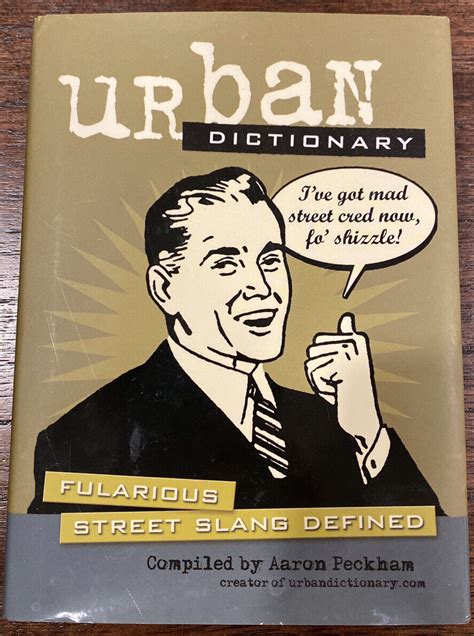 urban
DICTIONARY
I've got mad
street cred now,
fo' shizzle!
FULARIOUS
STREET SLANG DEFINED
Compiled by Aaron Peckham
creator of urbandictionary.com